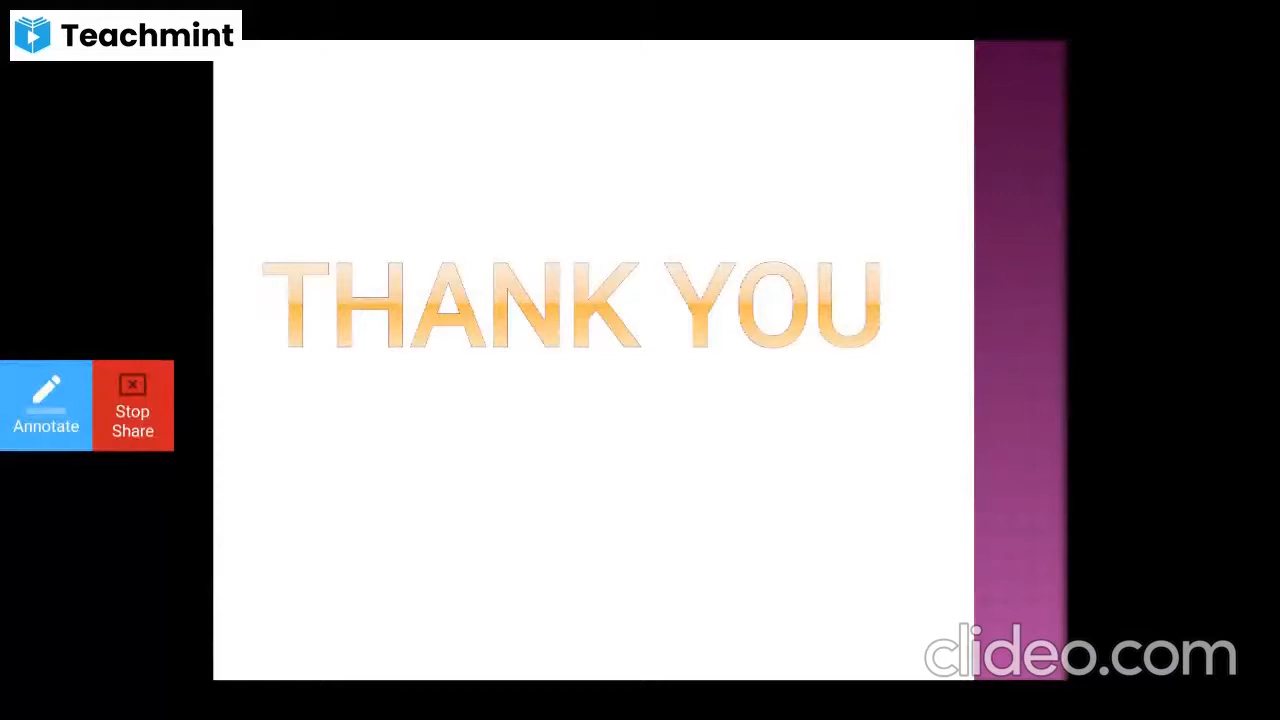 Teachmint
THANK YOU
Annotate
Stop
Share
clideo.com